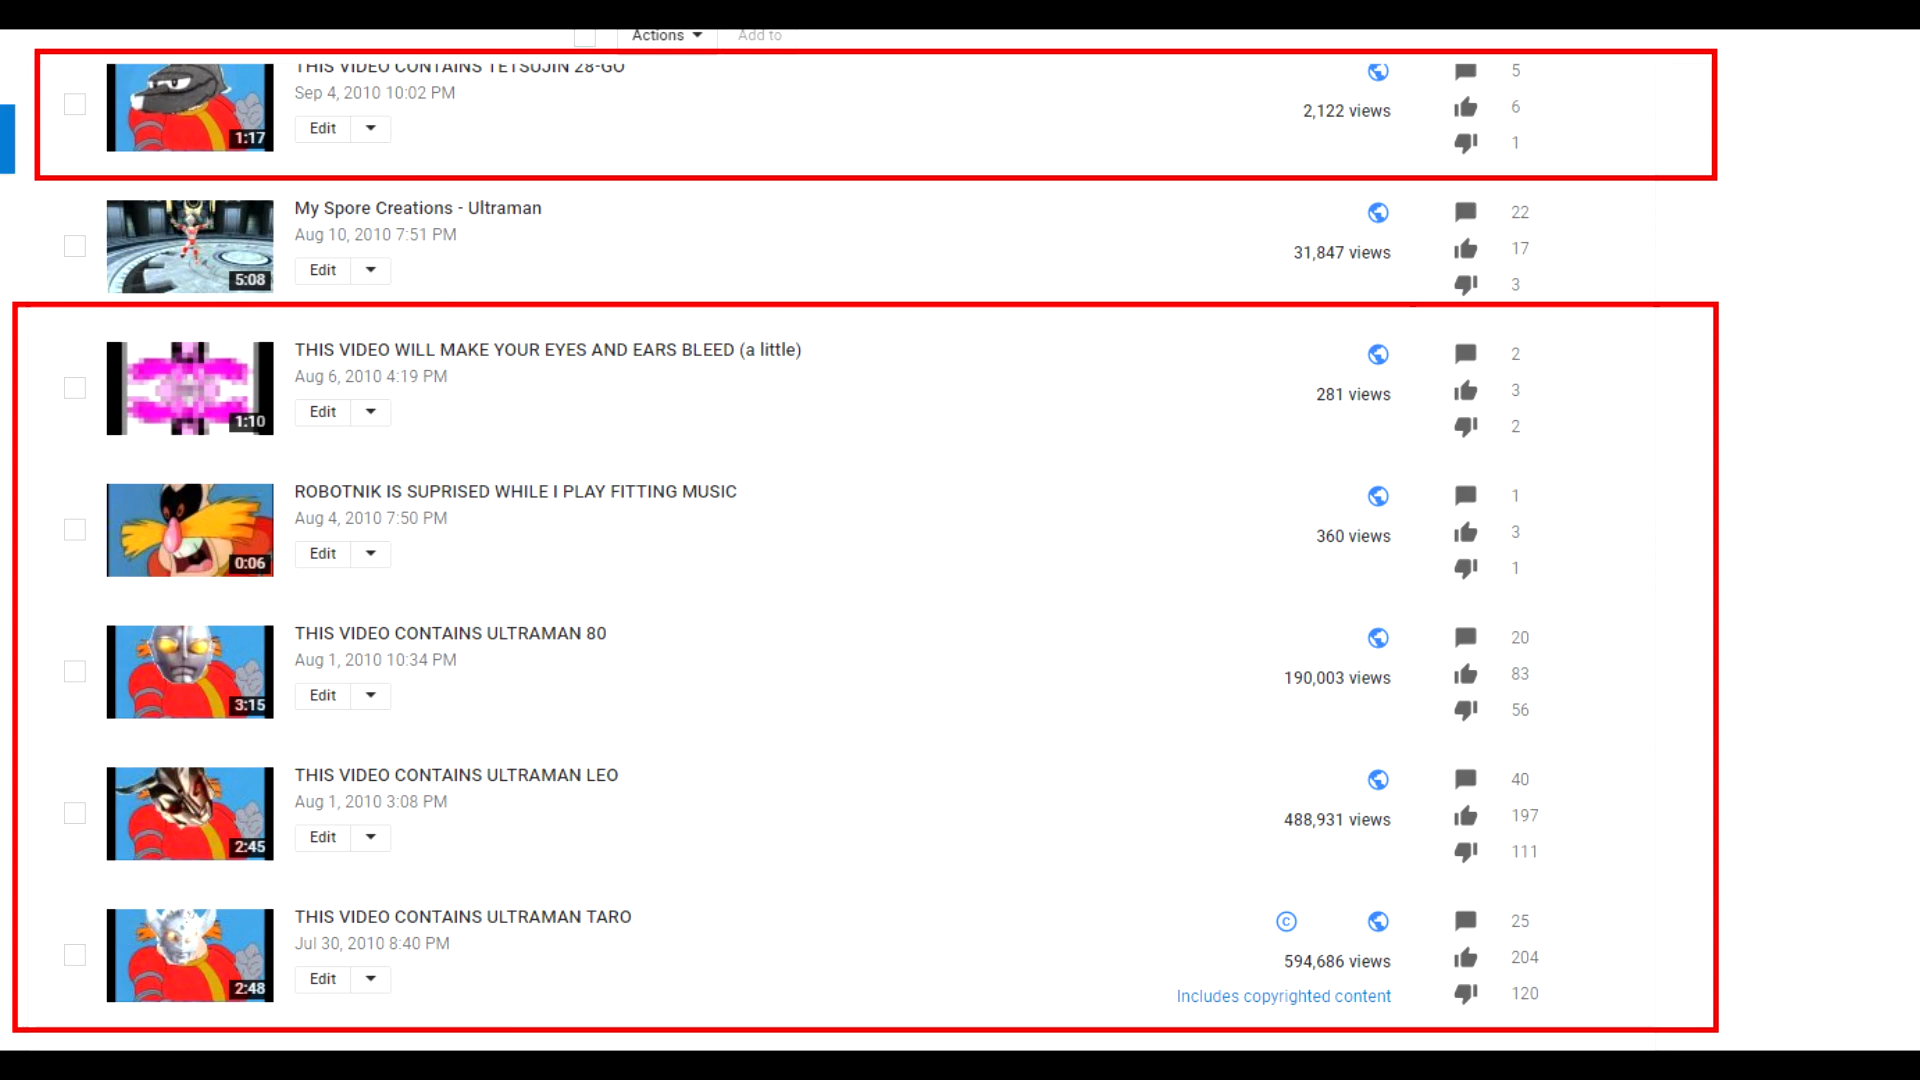 Actions Add to
THIS VIDEO CONTAINS TETSUJIN 28-GO
Sep 4, 2010 10:02 PM
Edit
1:17
2,122 views
5
6
1
My Spore Creations - Ultraman
Aug 10, 2010 7:51 PM
Edit
5:08
31,847 views
22
17
3
THIS VIDEO WILL MAKE YOUR EYES AND EARS BLEED (a little)
Aug 6, 2010 4:19 PM
Edit
1:10
281 views
2
3
2
ROBOTNIK IS SUPRISED WHILE I PLAY FITTING MUSIC
Aug 4, 2010 7:50 PM
Edit
0:06
360 views
1
3
1
THIS VIDEO CONTAINS ULTRAMAN 80
Aug 1, 2010 10:34 PM
Edit
3:15
190,003 views
20
83
56
THIS VIDEO CONTAINS ULTRAMAN LEO
Aug 1, 2010 3:08 PM
Edit
2:45
488,931 views
40
197
111
THIS VIDEO CONTAINS ULTRAMAN TARO
Jul 30, 2010 8:40 PM
Edit
2:48
594,686 views
Includes copyrighted content
25
204
120